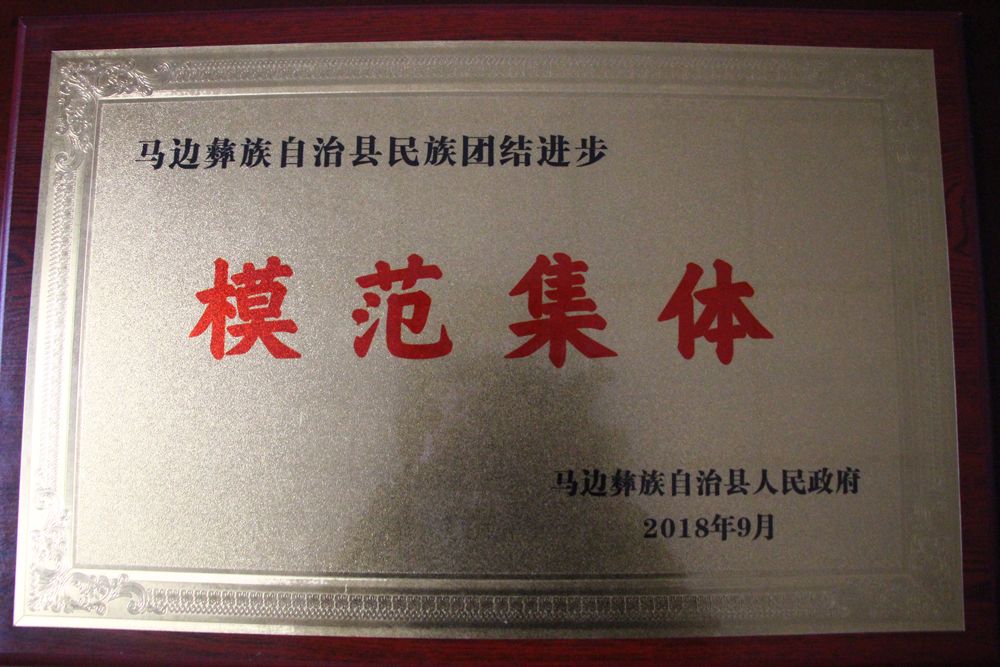 马边彝族自治县民族团结进步
模范集体
马边彝族自治县人民政府
2018年9月